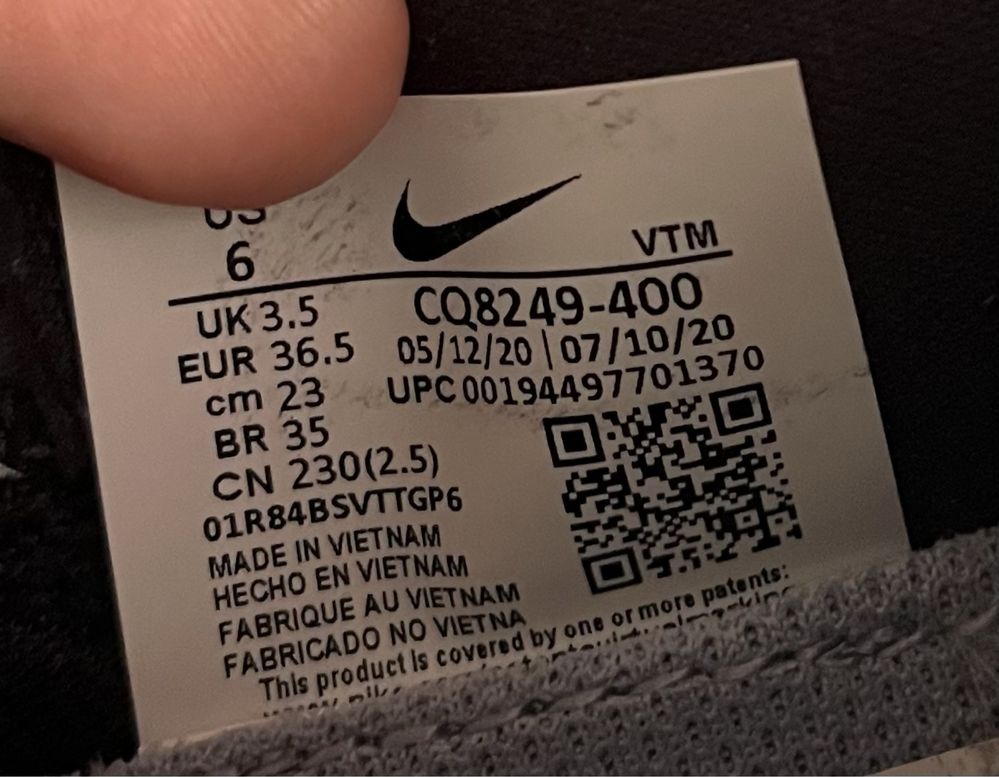 US
6
VTM
UK 3.5
EUR 36.5
cm 23
BR 35
CN 230(2.5)
CQ8249-400
05/12/20 | 07/10/20
UPC 00194497701370
01R84BSVTTGP6
MADE IN VIETNAM
HECHO EN VIETNAM
FABRIQUE AU VIETNAM
FABRICADO NO VIETNA
This product is covered by one or more patents: